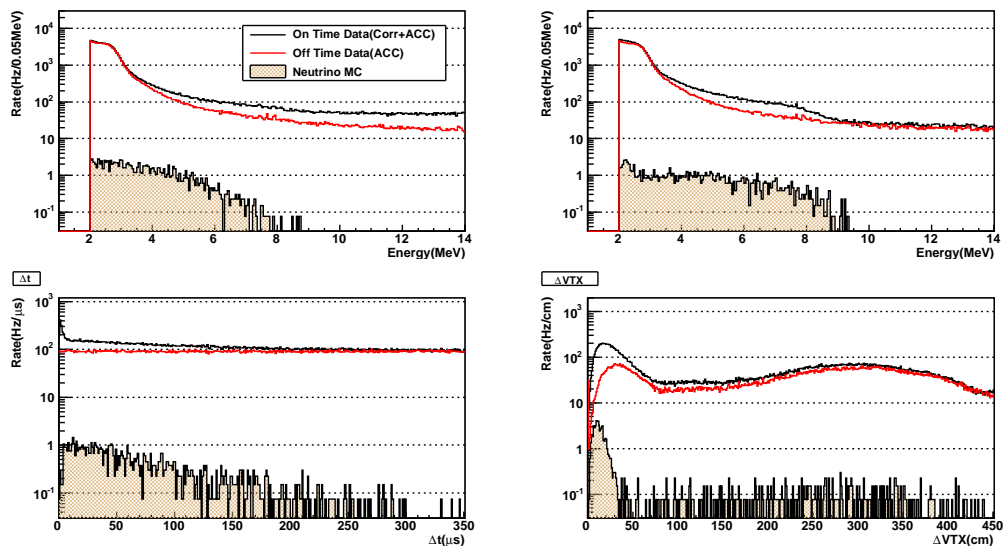 Rate(Hz/0.05MeV)
10⁴
10³
10²
10
1
10⁻¹
On Time Data(Corr+ACC)
Off Time Data(ACC)
Neutrino MC
2 4 6 8 10 12 14
Energy(MeV)
Rate(Hz/0.05MeV)
10⁴
10³
10²
10
1
10⁻¹
2 4 6 8 10 12 14
Energy(MeV)
Δt
Rate(Hz/μs)
10³
10²
10
1
10⁻¹
0 50 100 150 200 250 300 350
Δt(μs)
ΔVTX
Rate(Hz/cm)
10³
10²
10
1
10⁻¹
0 50 100 150 200 250 300 350 400 450
ΔVTX(cm)